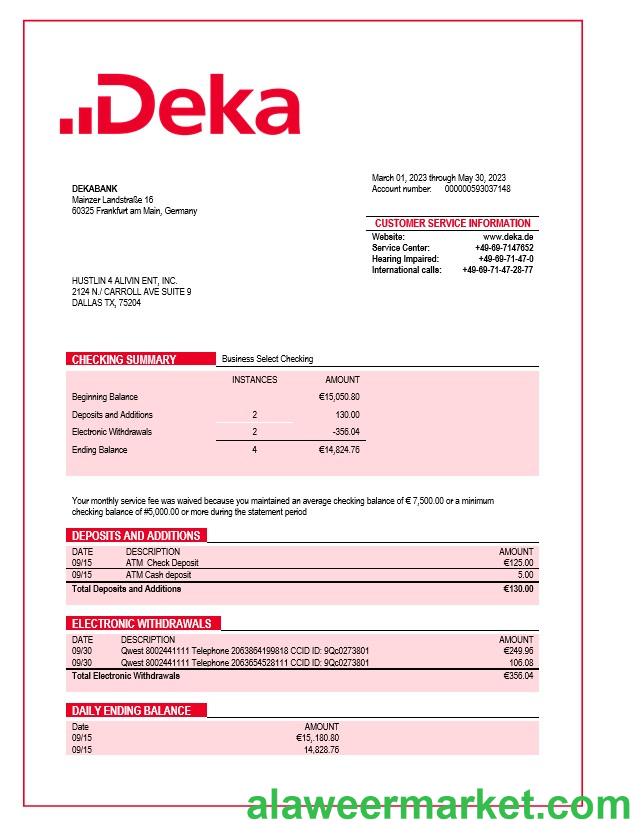 Deka
March 01, 2023 through May 30, 2023
DEKABANK
Account number: 000000593037148
Mainzer Landstraße 16
60325 Frankfurt am Main, Germany
CUSTOMER SERVICE INFORMATION
Website: www.deka.de
Service Center: +49-69-7147652
Hearing Impaired: +49-69-71-47-0
International calls: +49-69-71-47-28-77
HUSTLIN 4 ALIVIN ENT, INC.
2124 N./ CARROLL AVE SUITE 9
DALLAS TX, 75204
CHECKING SUMMARY Business Select Checking
INSTANCES AMOUNT
Beginning Balance €15,050.80
Deposits and Additions 2 130.00
Electronic Withdrawals 2 -356.04
Ending Balance 4 €14,824.76
Your monthly service fee was waived because you maintained an average checking balance of € 7,500.00 or a minimum
checking balance of #5,000.00 or more during the statement period
DEPOSITS AND ADDITIONS
DATE DESCRIPTION AMOUNT
09/15 ATM Check Deposit €125.00
09/15 ATM Cash deposit 5.00
Total Deposits and Additions €130.00
ELECTRONIC WITHDRAWALS
DATE DESCRIPTION AMOUNT
09/30 Qwest 8002441111 Telephone 2063864199818 CCID ID: 9Qc0273801 €249.96
09/30 Qwest 8002441111 Telephone 2063654528111 CCID ID: 9Qc0273801 106.08
Total Electronic Withdrawals €356.04
DAILY ENDING BALANCE
Date AMOUNT
09/15 €15,.180.80
09/15 14,828.76
alaweermarket.com